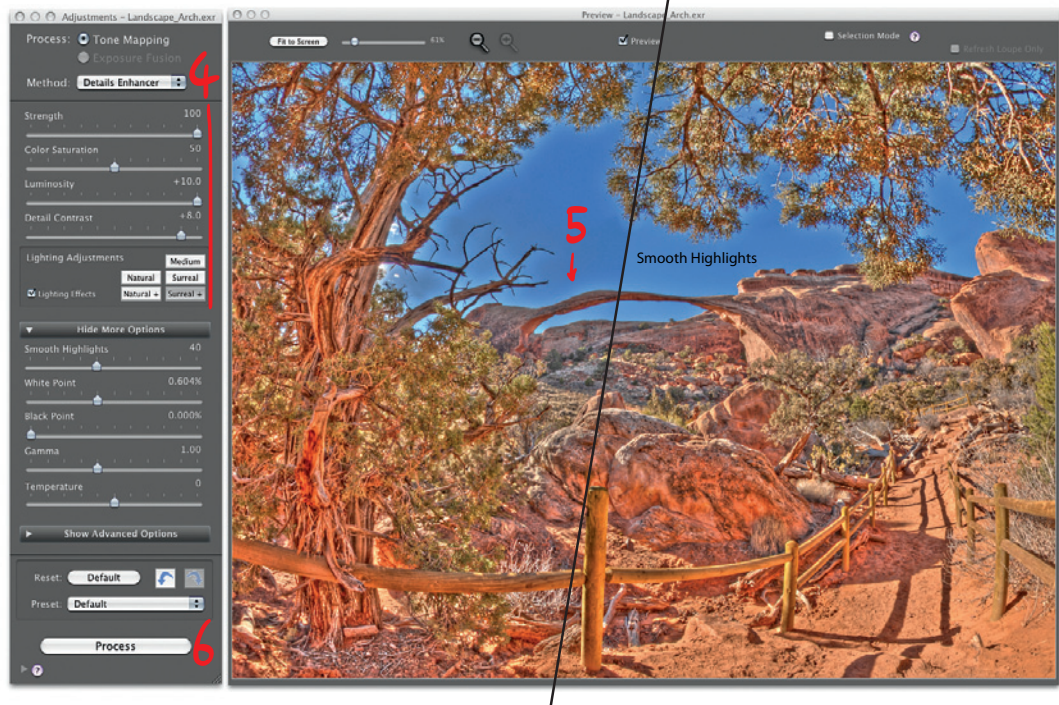 Adjustments – Landscape_Arch.exr
Process: Tone Mapping
Exposure Fusion
Method: Details Enhancer
4
Strength 100
Color Saturation 50
Luminosity +10.0
Detail Contrast +8.0
Lighting Adjustments Medium
Natural Surreal
Lighting Effects Natural + Surreal +
Hide More Options
Smooth Highlights 40
White Point 0.604%
Black Point 0.000%
Gamma 1.00
Temperature 0
Show Advanced Options
Reset: Default
Preset: Default
Process
6
?
Preview – Landscape_Arch.exr
Fit to Screen 41% Preview Selection Mode ?
Refresh Loupe Only
5
Smooth Highlights